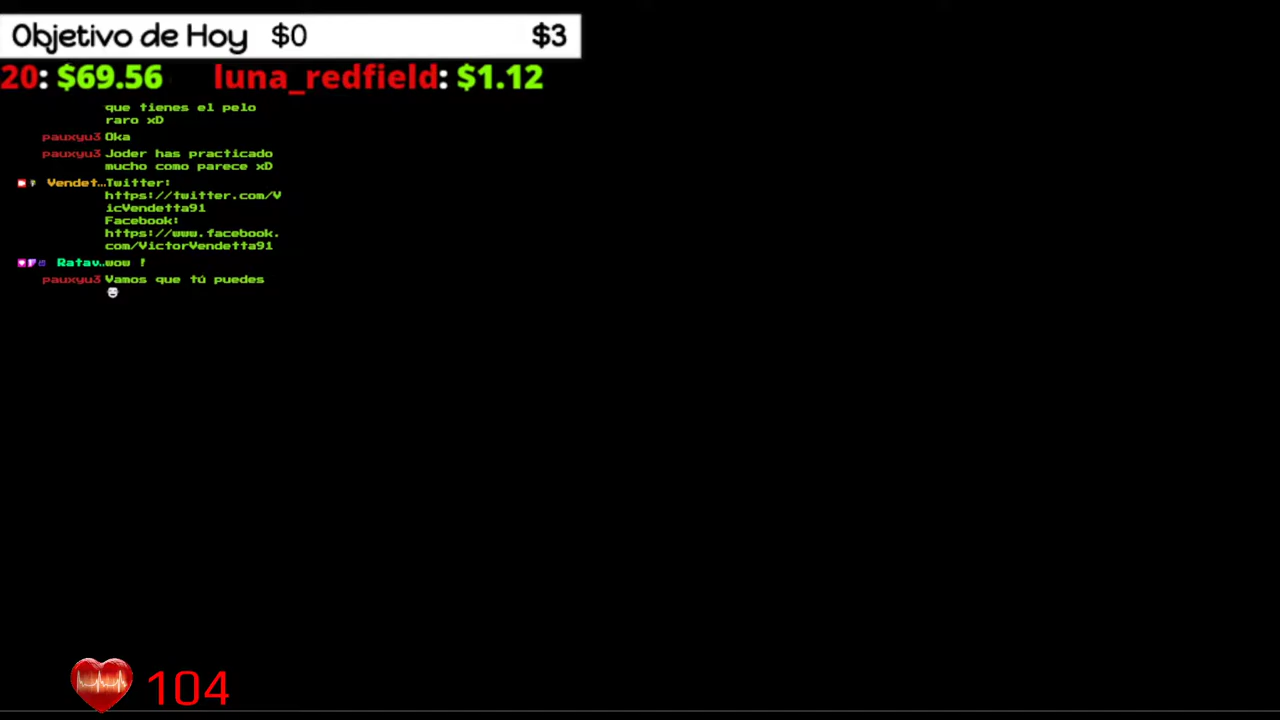 Objetivo de Hoy $0 $3
20: $69.56 luna_redfield: $1.12
que tienes el pelo
raro xD
pauxyu3 Oka
pauxyu3 Joder has practicado
mucho como parece xD
Vendet… Twitter:
https://twitter.com/V
icVendetta91
Facebook:
https://www.facebook.
com/VictorVendetta91
Ratav… wow !
pauxyu3 Vamos que tú puedes
104